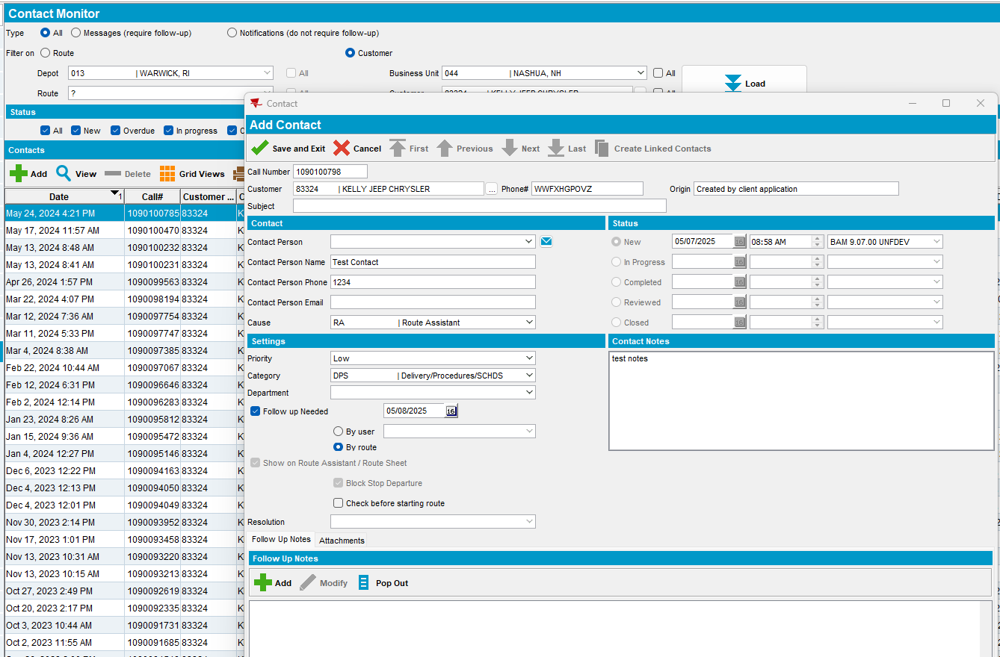 Contact Monitor
Type All Messages (require follow-up) Notifications (do not require follow-up)
Filter on Route Customer
Depot 013 | WARWICK, RI All Business Unit 044 | NASHUA, NH All Load
Route ?
Status
All New Overdue In progress
Contacts
Add View Delete Grid Views
Date 1 Call# Customer ...
May 24, 2024 4:21 PM 1090100785 83324
May 17, 2024 11:57 AM 1090100470 83324
May 13, 2024 8:48 AM 1090100232 83324
May 13, 2024 8:41 AM 1090100231 83324
Apr 26, 2024 1:57 PM 1090099563 83324
Mar 22, 2024 4:07 PM 1090098194 83324
Mar 12, 2024 7:36 AM 1090097754 83324
Mar 11, 2024 5:33 PM 1090097747 83324
Mar 4, 2024 8:38 AM 1090097385 83324
Feb 22, 2024 10:44 AM 1090097067 83324
Feb 12, 2024 6:31 PM 1090096646 83324
Feb 2, 2024 12:14 PM 1090096283 83324
Jan 23, 2024 8:26 AM 1090095812 83324
Jan 15, 2024 9:36 AM 1090095472 83324
Jan 4, 2024 12:27 PM 1090095146 83324
Dec 6, 2023 12:22 PM 1090094163 83324
Dec 4, 2023 12:13 PM 1090094050 83324
Dec 4, 2023 12:01 PM 1090094049 83324
Nov 30, 2023 2:14 PM 1090093952 83324
Nov 17, 2023 1:01 PM 1090093458 83324
Nov 13, 2023 10:31 AM 1090093220 83324
Nov 13, 2023 10:15 AM 1090093213 83324
Oct 27, 2023 2:49 PM 1090092619 83324
Oct 20, 2023 2:17 PM 1090092335 83324
Oct 3, 2023 10:44 AM 1090091731 83324
Oct 2, 2023 11:55 AM 1090091685 83324
Contact
Add Contact
Save and Exit Cancel First Previous Next Last Create Linked Contacts
Call Number 1090100798
Customer 83324 | KELLY JEEP CHRYSLER ... Phone# WWFXHGPOVZ Origin Created by client application
Subject
Contact
Contact Person
Contact Person Name Test Contact
Contact Person Phone 1234
Contact Person Email
Cause RA | Route Assistant
Status
New 05/07/2025 16 08:58 AM BAM 9.07.00 UNFDEV
In Progress 16
Completed 16
Reviewed 16
Closed 16
Settings
Priority Low
Category DPS | Delivery/Procedures/SCHDS
Department
Follow up Needed 05/08/2025 16
By user
By route
Show on Route Assistant / Route Sheet
Block Stop Departure
Check before starting route
Resolution
Contact Notes
test notes
Follow Up Notes Attachments
Follow Up Notes
Add Modify Pop Out